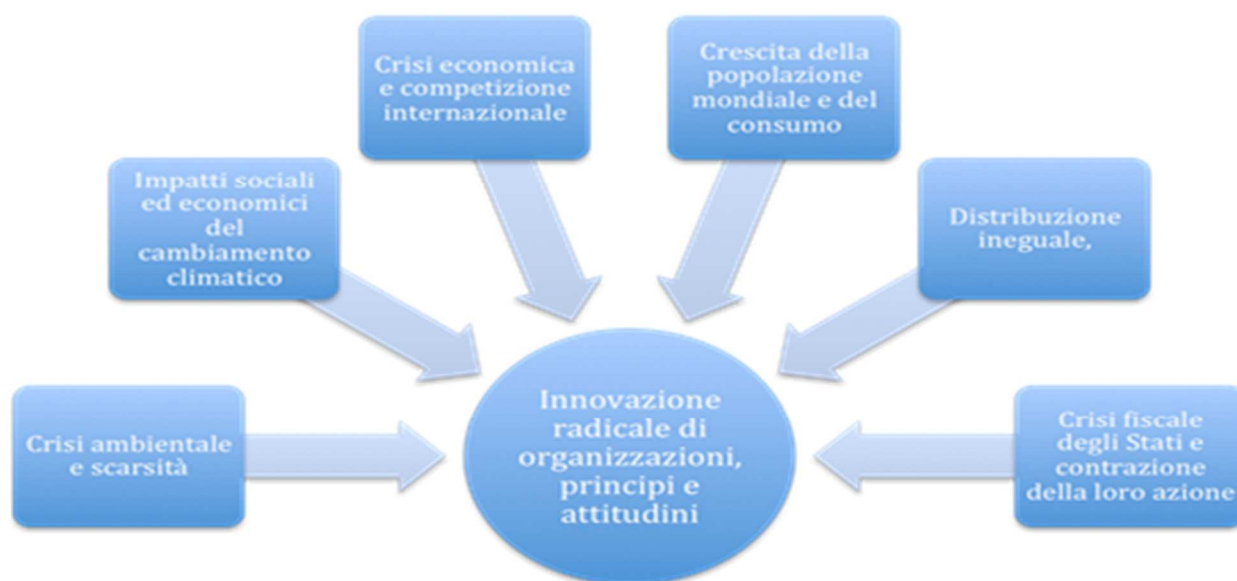 Crisi ambientale
e scarsità
Impatti sociali
ed economici
del
cambiamento
climatico
Crisi economica
e competizione
internazionale
Crescita della
popolazione
mondiale e del
consumo
Distribuzione
ineguale,
Crisi fiscale
degli Stati e
contrazione
della loro azione
Innovazione
radicale di
organizzazioni,
principi e
attitudini